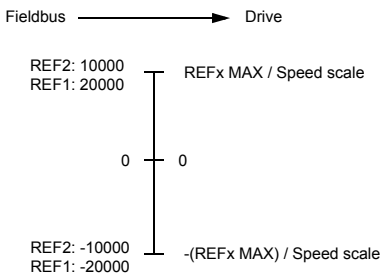 Fieldbus Drive
REF2: 10000
REF1: 20000
REFx MAX / Speed scale
0 0
REF2: -10000
REF1: -20000
-(REFx MAX) / Speed scale